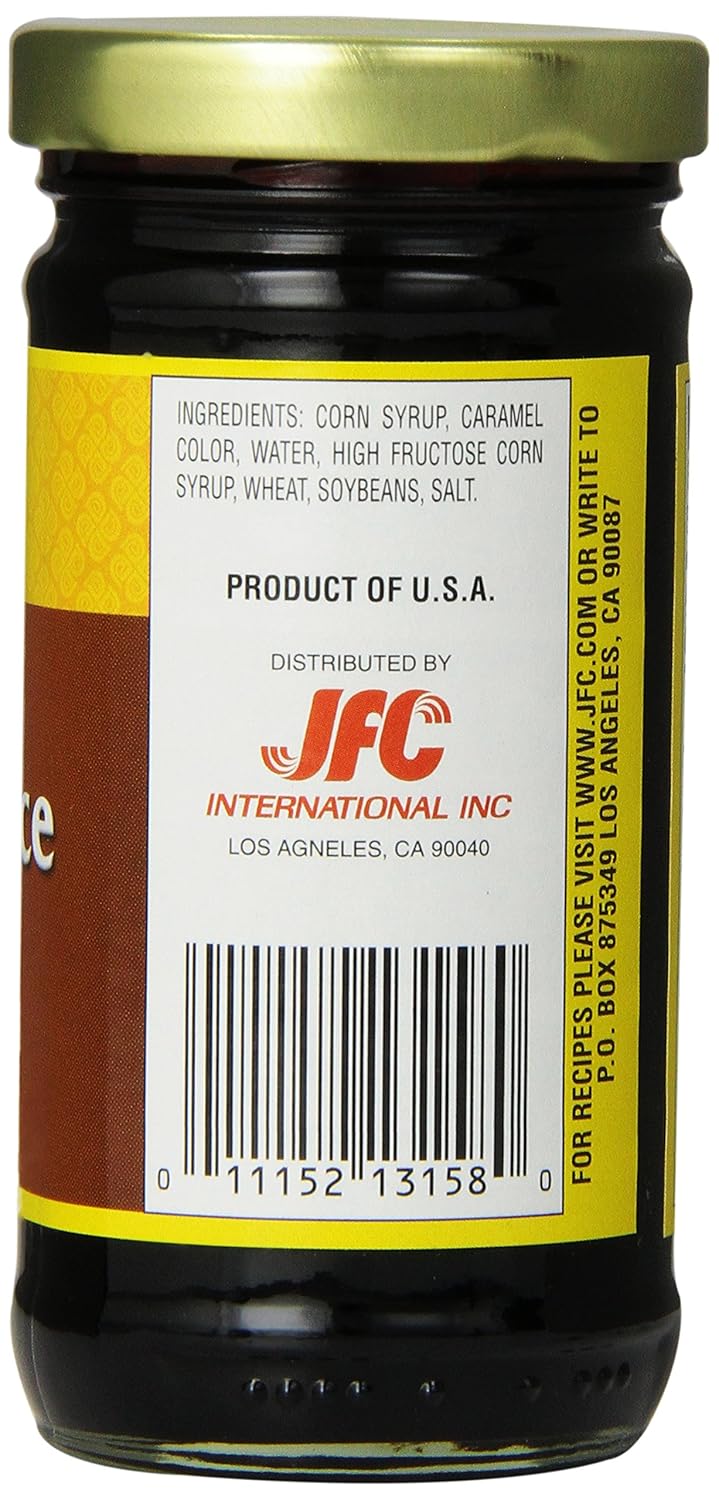 INGREDIENTS: CORN SYRUP, CARAMEL
COLOR, WATER, HIGH FRUCTOSE CORN
SYRUP, WHEAT, SOYBEANS, SALT.
PRODUCT OF U.S.A.
DISTRIBUTED BY
JFC
INTERNATIONAL INC
LOS AGNELES, CA 90040
0 11152 13158 0
FOR RECIPES PLEASE VISIT WWW.JFC.COM OR WRITE TO
P.O. BOX 875349 LOS ANGELES, CA 90087
ce